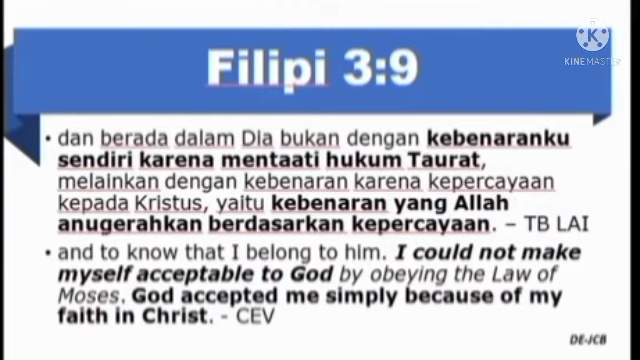 Filipi 3:9
K
KINEMASTER
• dan berada dalam Dia bukan dengan kebenaranku
sendiri karena mentaati hukum Taurat,
melainkan dengan kebenaran karena kepercayaan
kepada Kristus, yaitu kebenaran yang Allah
anugerahkan berdasarkan kepercayaan. – TB LAI
• and to know that I belong to him. I could not make
myself acceptable to God by obeying the Law of
Moses. God accepted me simply because of my
faith in Christ. - CEV
DE-JCB